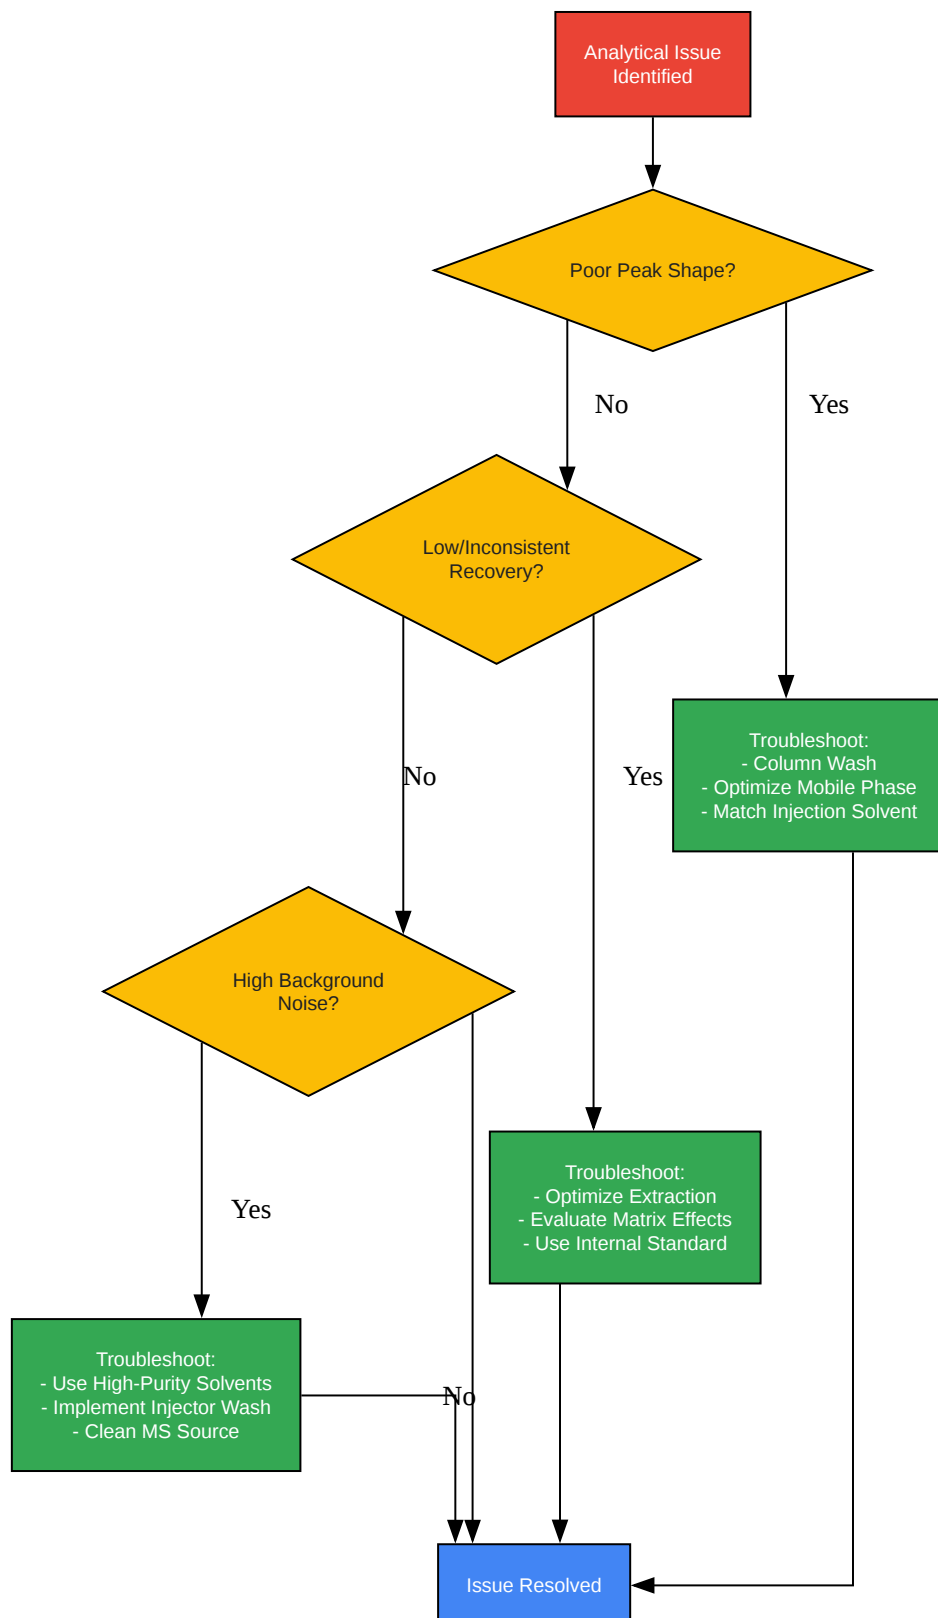 Analytical Issue
Identified
Poor Peak Shape?
No
Yes
Low/Inconsistent
Recovery?
No
Yes
Troubleshoot:
- Column Wash
- Optimize Mobile Phase
- Match Injection Solvent
High Background
Noise?
Yes
Troubleshoot:
- Optimize Extraction
- Evaluate Matrix Effects
- Use Internal Standard
Troubleshoot:
- Use High-Purity Solvents
- Implement Injector Wash
- Clean MS Source
No
Issue Resolved